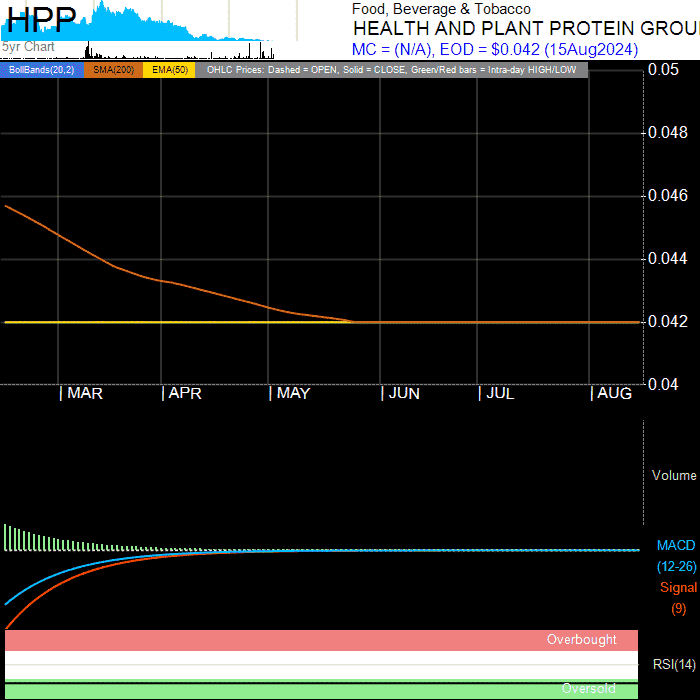 HPP
Food, Beverage & Tobacco
HEALTH AND PLANT PROTEIN GROU
MC = (N/A), EOD = $0.042 (15Aug2024)
5yr Chart
BollBands(20,2) SMA(200) EMA(50) OHLC Prices: Dashed = OPEN, Solid = CLOSE, Green/Red bars = Intra-day HIGH/LOW
0.05
0.048
0.046
0.044
0.042
0.04
| MAR | APR | MAY | JUN | JUL | AUG
Volume
MACD
(12-26)
Signal
(9)
Overbought
RSI(14)
Oversold